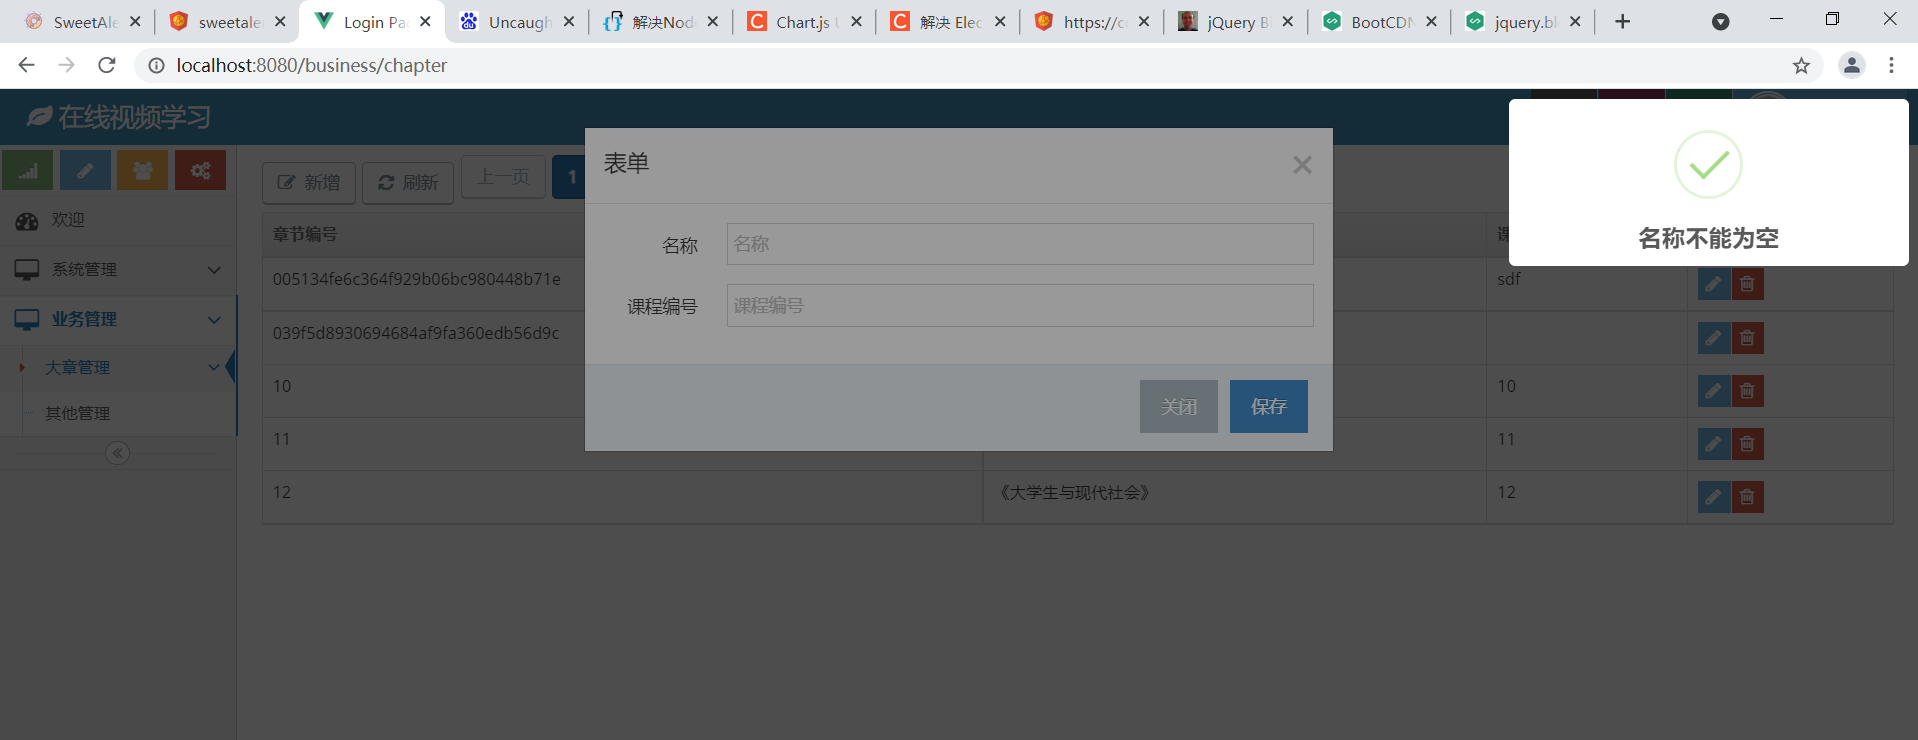 SweetAle
sweetale
Login Pa
Uncaugh
解决Nod
Chart.js U
解决 Elec
https://c
jQuery B
BootCDN
jquery.bl
localhost:8080/business/chapter
在线视频学习
欢迎
系统管理
业务管理
大章管理
其他管理
新增
刷新
上一页
1
章节编号
005134fe6c364f929b06bc980448b71e
sdf
039f5d8930694684af9fa360edb56d9c
10
10
11
11
12
《大学生与现代社会》
12
表单
名称
名称
课程编号
课程编号
关闭
保存
名称不能为空